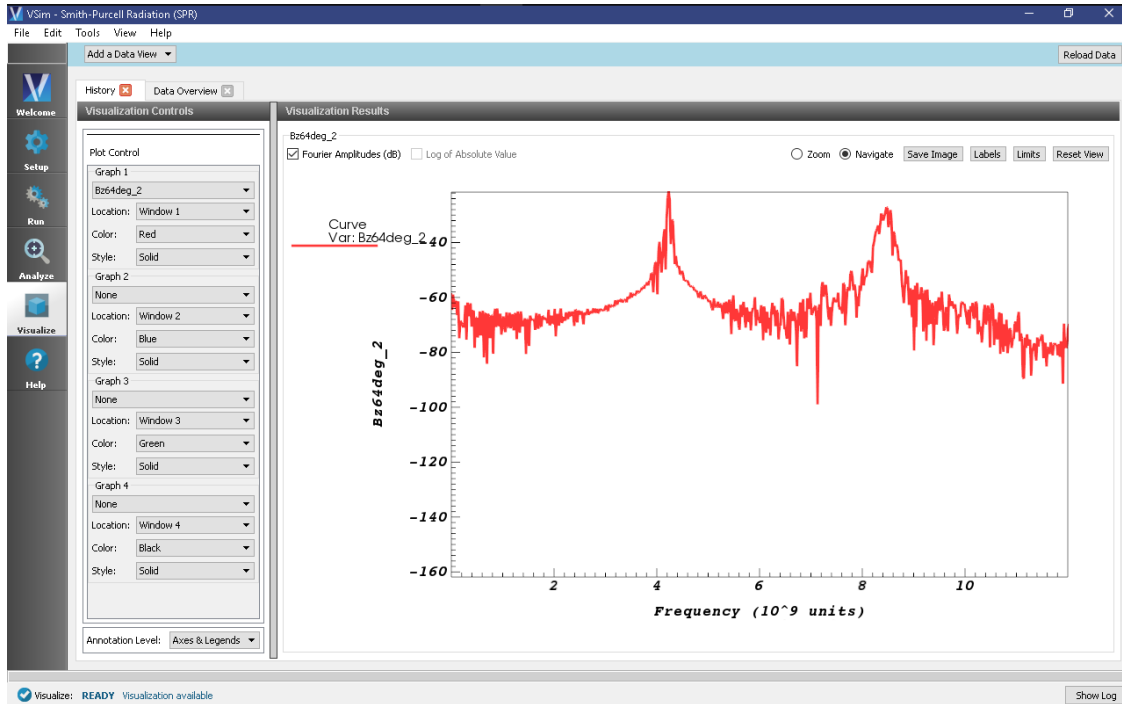 VSim - Smith-Purcell Radiation (SPR)
File Edit Tools View Help
Add a Data View
Reload Data
Welcome
Setup
Run
Analyze
Visualize
Help
History
Data Overview
Visualization Controls
Plot Control
Graph 1
Bz64deg_2
Location: Window 1
Color: Red
Style: Solid
Graph 2
None
Location: Window 2
Color: Blue
Style: Solid
Graph 3
None
Location: Window 3
Color: Green
Style: Solid
Graph 4
None
Location: Window 4
Color: Black
Style: Solid
Annotation Level: Axes & Legends
Visualization Results
Bz64deg_2
Fourier Amplitudes (dB) Log of Absolute Value
Zoom Navigate Save Image Labels Limits Reset View
Curve
Var: Bz64deg_2
-40
-60
-80
-100
-120
-140
-160
Bz64deg_2
2 4 6 8 10
Frequency (10^9 units)
Visualize: READY Visualization available
Show Log